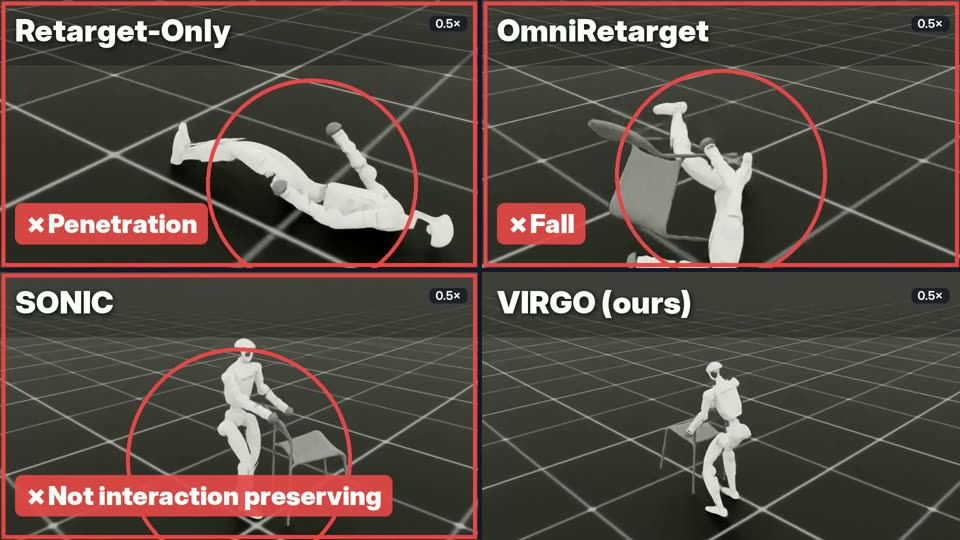 Retarget-Only
0.5×
×Penetration
OmniRetarget
0.5×
×Fall
SONIC
0.5×
×Not interaction preserving
VIRGO (ours)
0.5×